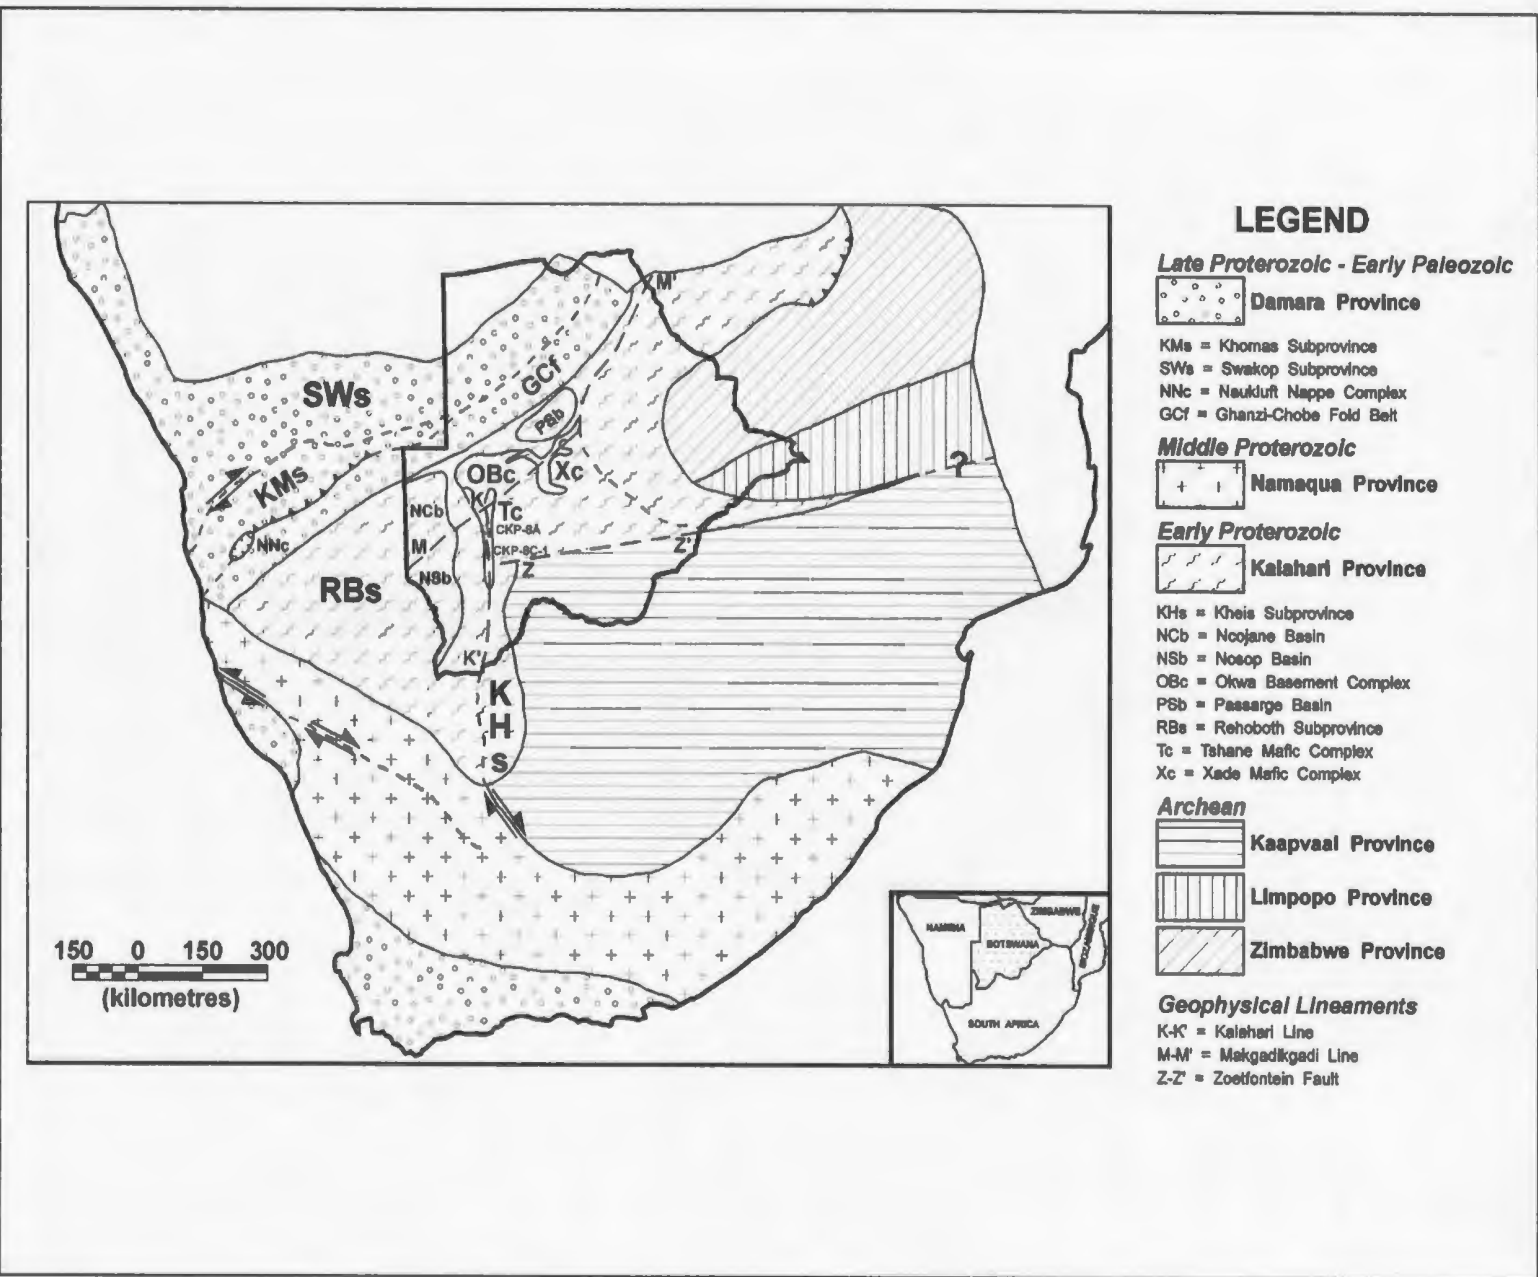 LEGEND
Late Proterozoic - Early Paleozoic
Damara Province
KMs = Khomas Subprovince
SWs = Swakop Subprovince
NNc = Naukluft Nappe Complex
GCf = Ghanzi-Chobe Fold Belt
Middle Proterozoic
Namaqua Province
Early Proterozoic
Kalahari Province
KHs = Kheis Subprovince
NCb = Ncojane Basin
NSb = Nosop Basin
OBc = Okwa Basement Complex
PSb = Passarge Basin
RBs = Rehoboth Subprovince
Tc = Tshane Mafic Complex
Xc = Xade Mafic Complex
Archean
Kaapvaal Province
Limpopo Province
Zimbabwe Province
Geophysical Lineaments
K-K' = Kalahari Line
M-M' = Makgadikgadi Line
Z-Z' = Zoetfontein Fault
M'
GCf
SWs
PSb
?
OBc
Xc
KMs
K
NCb
Tc
CKP-8A
NNc
M
CKP-8C-1
Z'
Z
NSb
RBs
K'
K
H
s
150 0 150 300
(kilometres)
NAMIBIA
ZIMBABWE
BOTSWANA
MOZAMBIQUE
SOUTH AFRICA